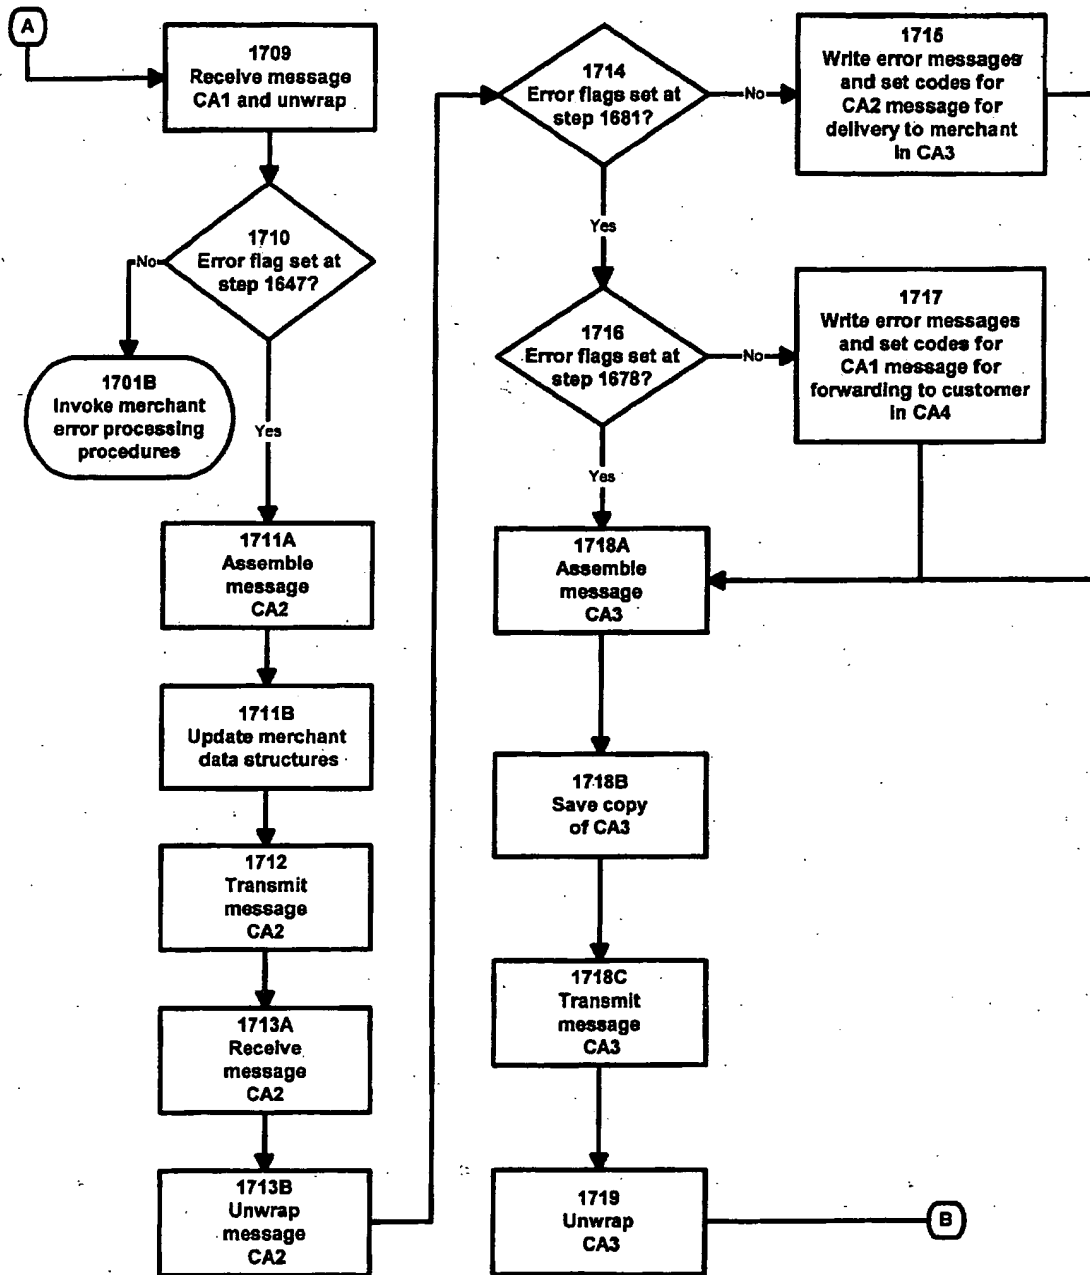 A
1709
Receive message
CA1 and unwrap
1710
Error flag set at
step 1647?
No
1701B
Invoke merchant
error processing
procedures
Yes
1711A
Assemble
message
CA2
1711B
Update merchant
data structures
1712
Transmit
message
CA2
1713A
Receive
message
CA2
1713B
Unwrap
message
CA2
1714
Error flags set at
step 1681?
No
1715
Write error messages
and set codes for
CA2 message for
delivery to merchant
in CA3
Yes
1716
Error flags set at
step 1678?
No
1717
Write error messages
and set codes for
CA1 message for
forwarding to customer
in CA4
Yes
1718A
Assemble
message
CA3
1718B
Save copy
of CA3
1718C
Transmit
message
CA3
1719
Unwrap
CA3
B